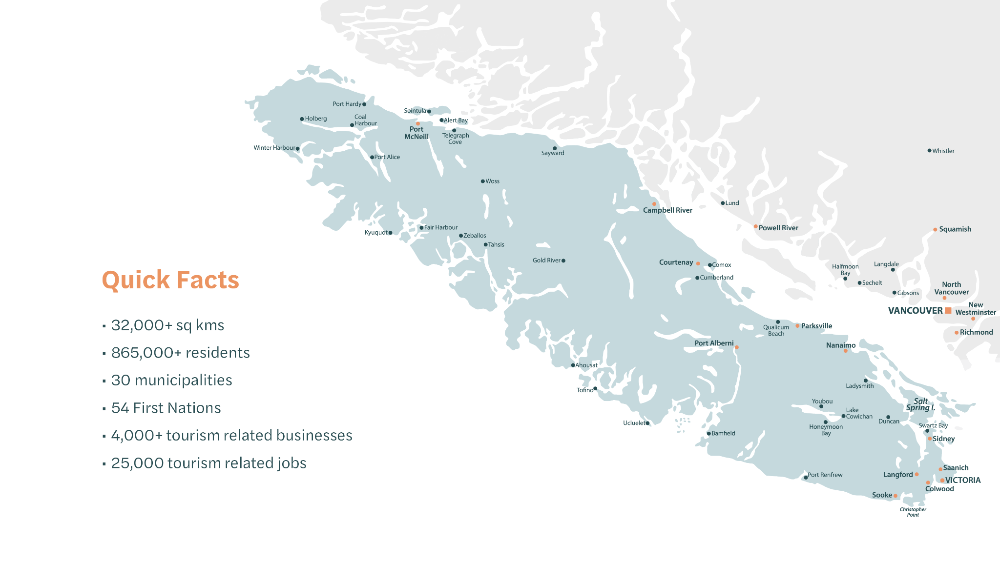 Port Hardy
Sointula
Holberg
Coal
Harbour
Alert Bay
Port
McNeill
Telegraph
Cove
Winter Harbour
Port Alice
Sayward
Whistler
Woss
Lund
Campbell River
Kyuquot
Fair Harbour
Zeballos
Tahsis
Powell River
Squamish
Gold River
Courtenay
Comox
Cumberland
Halfmoon
Bay
Langdale
Sechelt
Gibsons
North
Vancouver
VANCOUVER
New
Westminster
Richmond
Qualicum
Beach
Parksville
Port Alberni
Nanaimo
Ahousat
Tofino
Ladysmith
Youbou
Lake
Cowichan
Honeymoon
Bay
Duncan
Salt
Spring I.
Swartz Bay
Sidney
Ucluelet
Bamfield
Port Renfrew
Saanich
Langford
VICTORIA
Colwood
Sooke
Christopher
Point
Quick Facts
▪ 32,000+ sq kms
▪ 865,000+ residents
▪ 30 municipalities
▪ 54 First Nations
▪ 4,000+ tourism related businesses
▪ 25,000 tourism related jobs